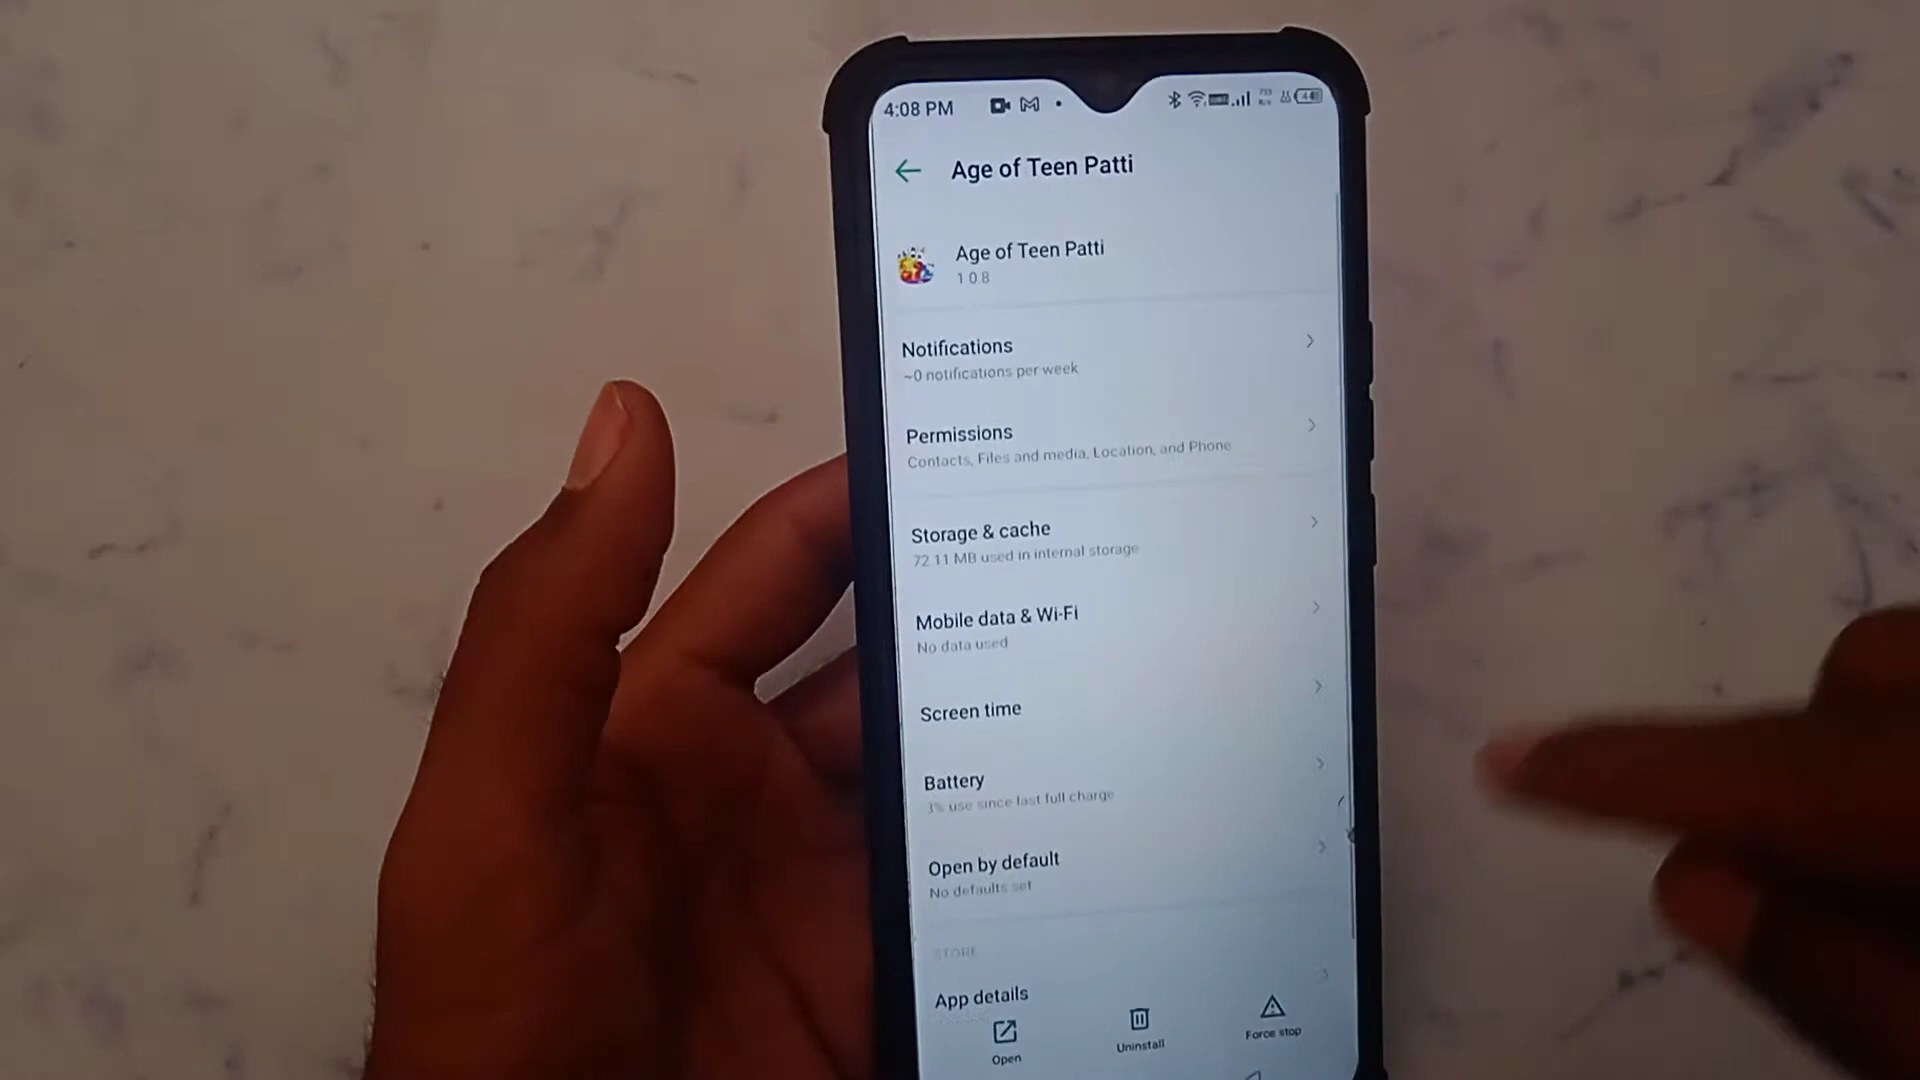 4:08 PM
Age of Teen Patti
Age of Teen Patti
1 0.8
Notifications
~0 notifications per week
Permissions
Contacts, Files and media, Location, and Phone
Storage & cache
72.11 MB used in internal storage
Mobile data & Wi-Fi
No data used
Screen time
Battery
3% use since last full charge
Open by default
No defaults set
STORE
App details
Open
Uninstall
Force stop